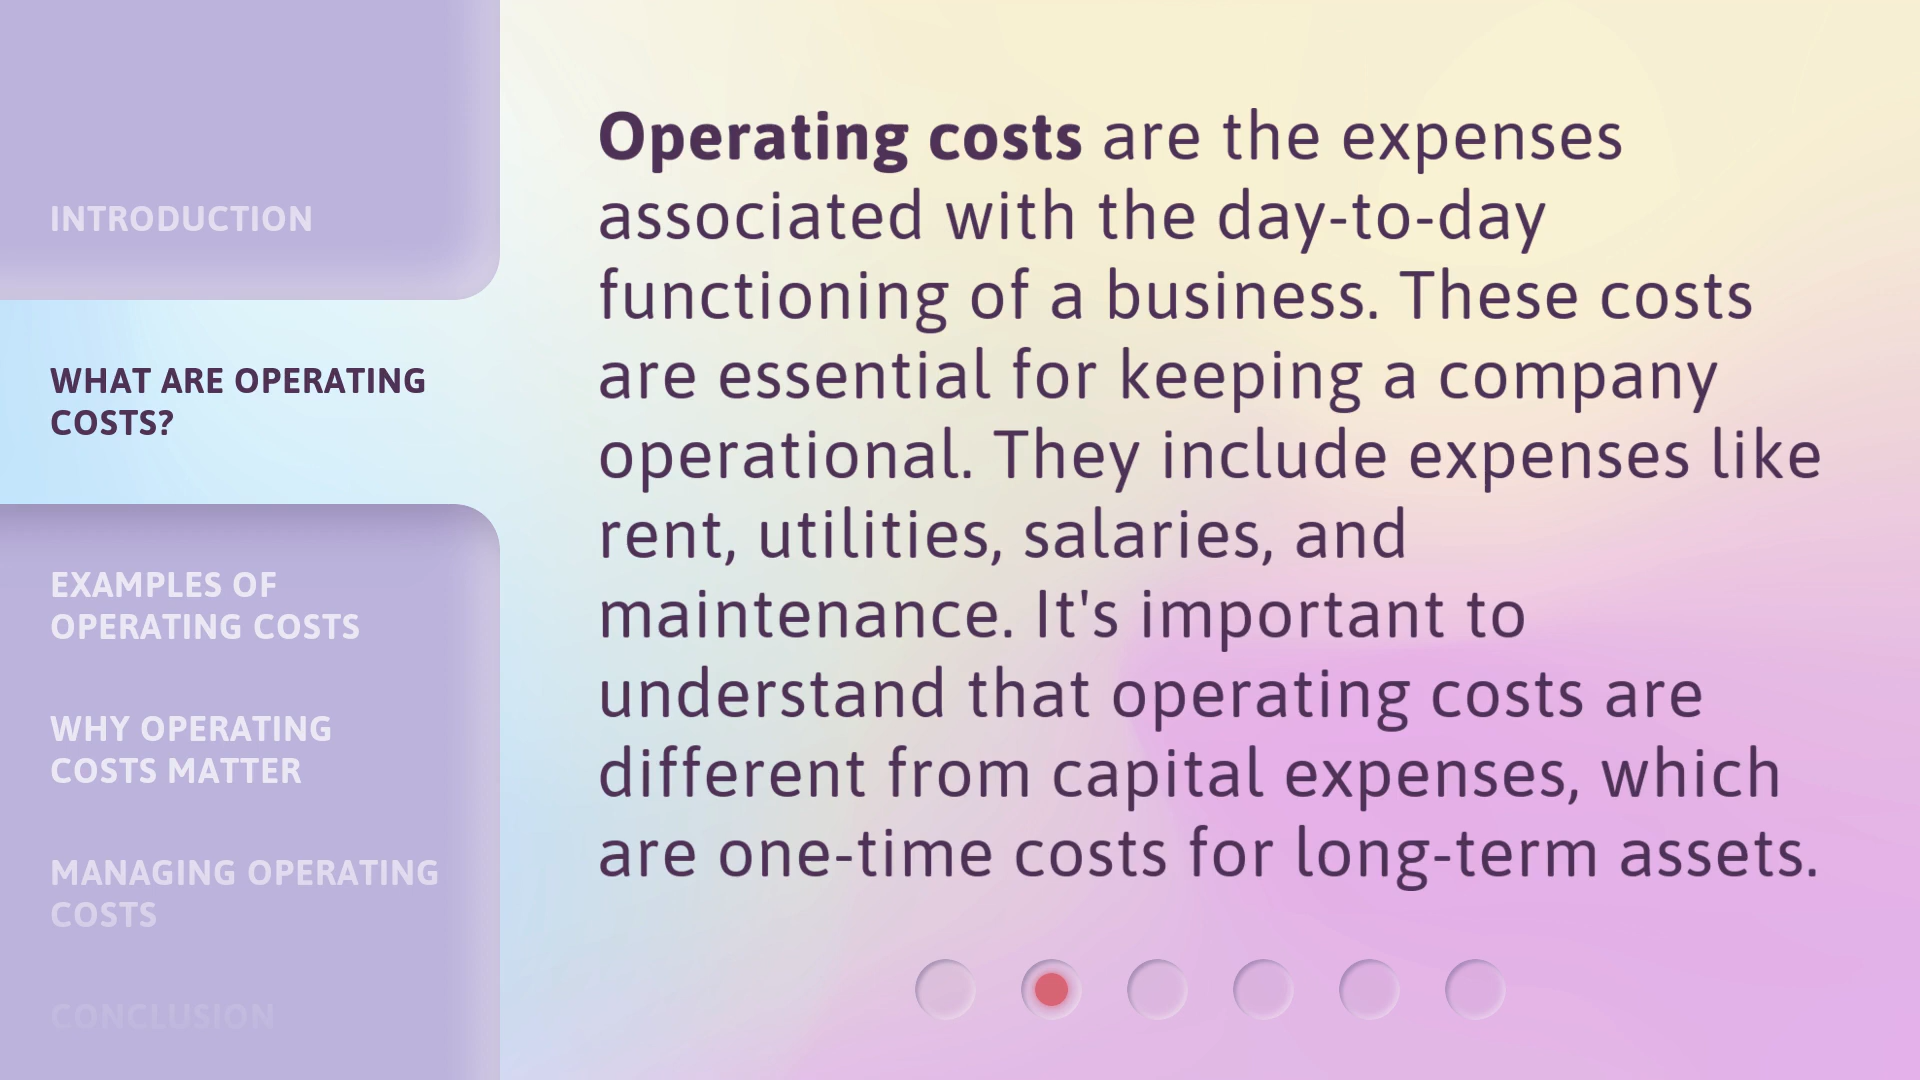 INTRODUCTION
WHAT ARE OPERATING
COSTS?
EXAMPLES OF
OPERATING COSTS
WHY OPERATING
COSTS MATTER
MANAGING OPERATING
COSTS
CONCLUSION
Operating costs are the expenses
associated with the day-to-day
functioning of a business. These costs
are essential for keeping a company
operational. They include expenses like
rent, utilities, salaries, and
maintenance. It's important to
understand that operating costs are
different from capital expenses, which
are one-time costs for long-term assets.